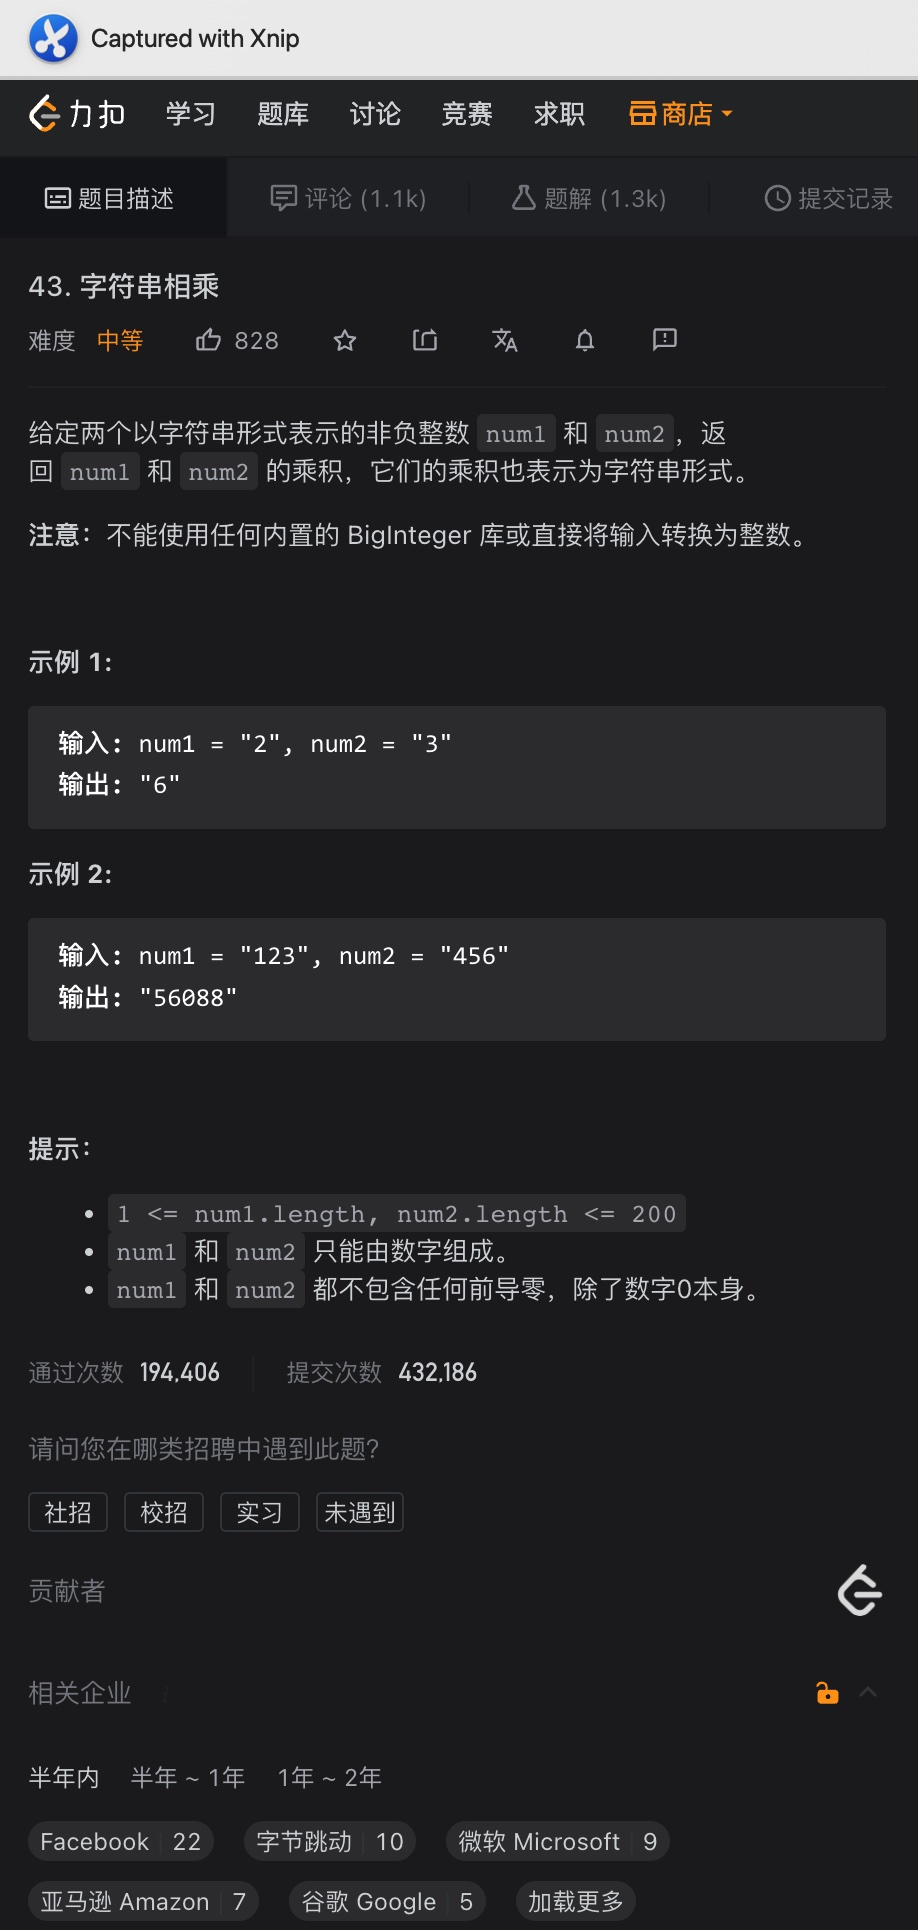 Captured with Xnip
力扣 学习 题库 讨论 竞赛 求职 商店
题目描述 评论 (1.1k) 题解 (1.3k) 提交记录
43. 字符串相乘
难度 中等 828
给定两个以字符串形式表示的非负整数 num1 和 num2，返
回 num1 和 num2 的乘积，它们的乘积也表示为字符串形式。
注意：不能使用任何内置的 BigInteger 库或直接将输入转换为整数。
示例 1:
输入: num1 = "2", num2 = "3"
输出: "6"
示例 2:
输入: num1 = "123", num2 = "456"
输出: "56088"
提示：
• 1 <= num1.length, num2.length <= 200
• num1 和 num2 只能由数字组成。
• num1 和 num2 都不包含任何前导零，除了数字0本身。
通过次数 194,406 提交次数 432,186
请问您在哪类招聘中遇到此题?
社招 校招 实习 未遇到
贡献者
相关企业
半年内 半年 ~ 1年 1年 ~ 2年
Facebook 22 字节跳动 10 微软 Microsoft 9
亚马逊 Amazon 7 谷歌 Google 5 加载更多